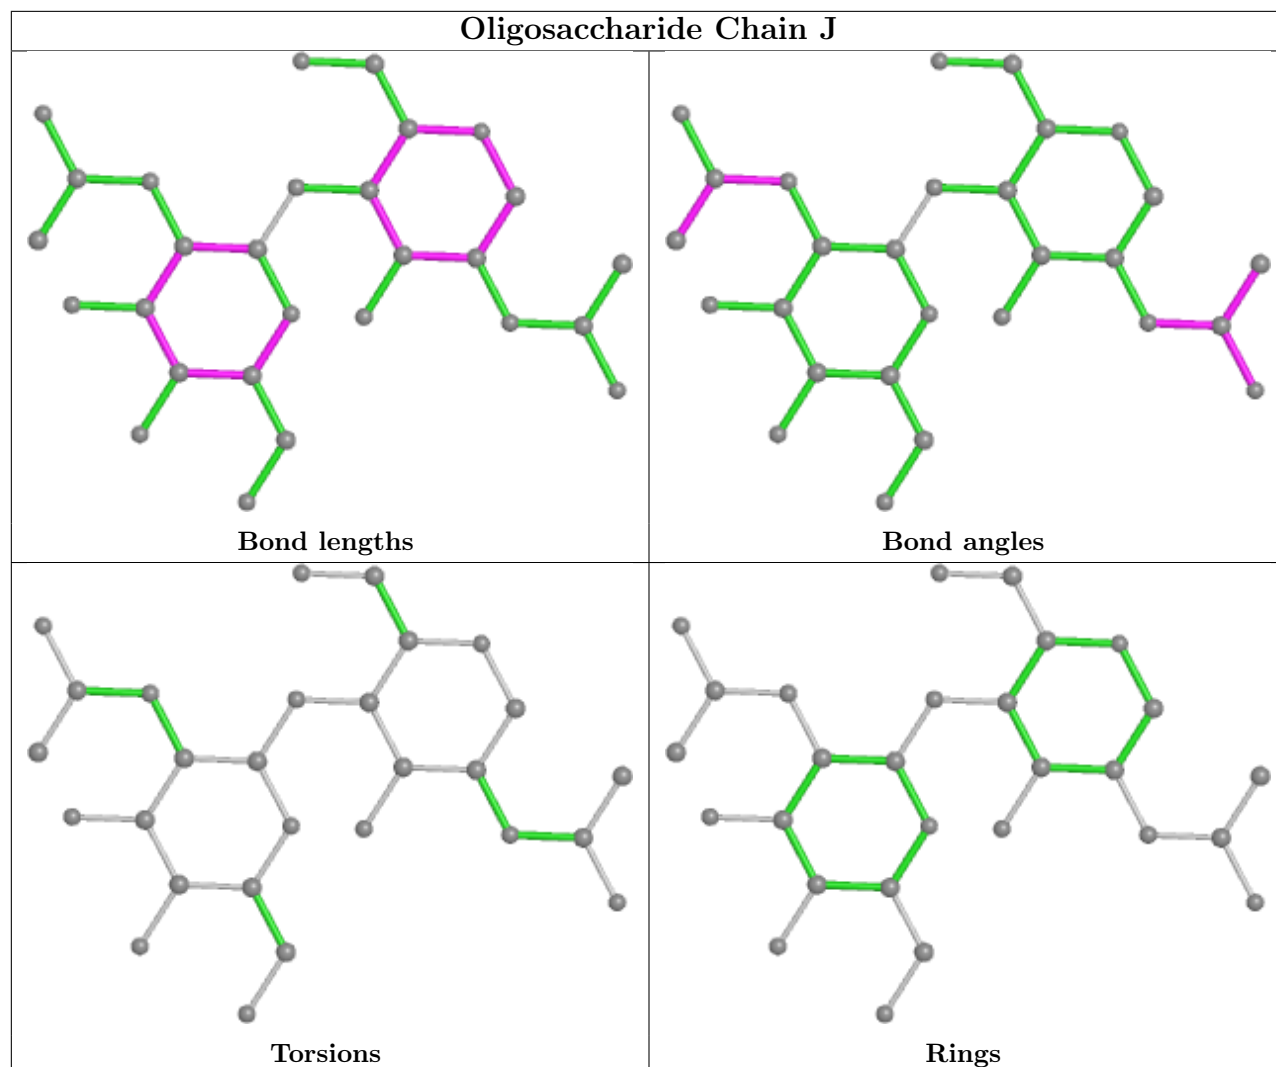 Oligosaccharide Chain J
Bond lengths
Bond angles
Torsions
Rings